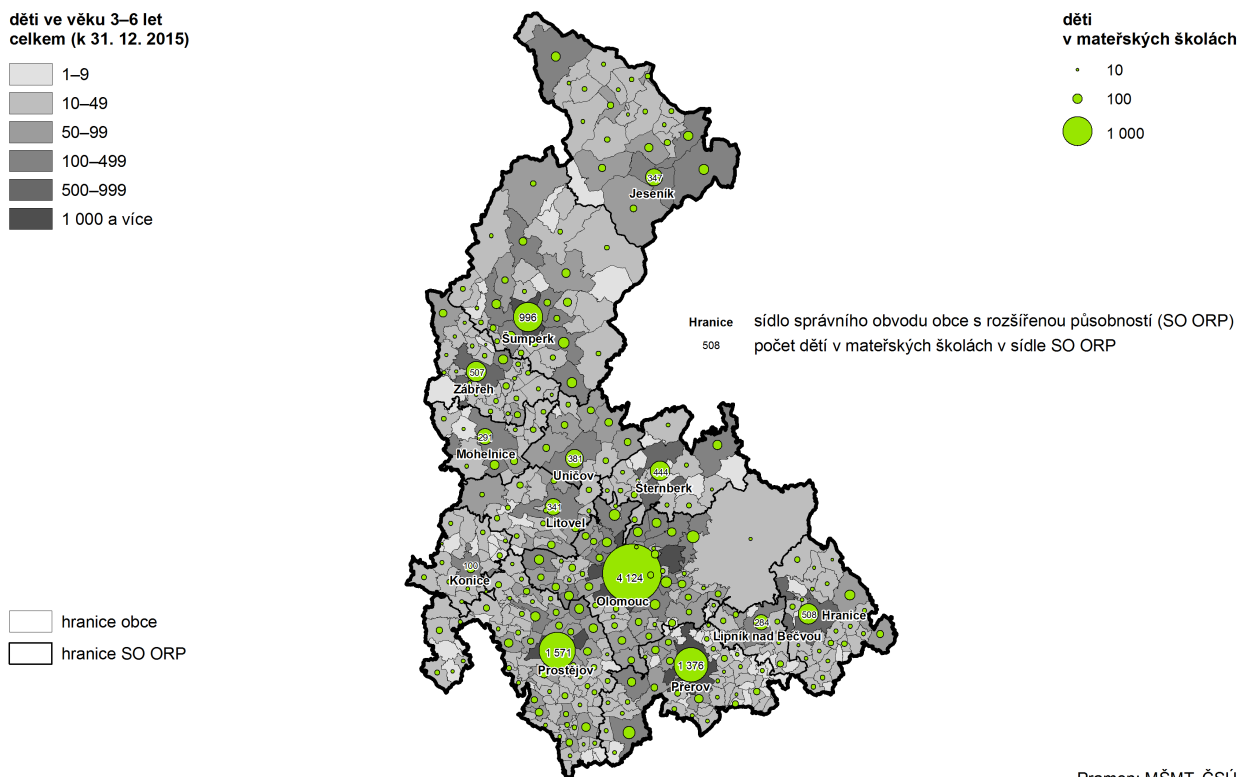 děti ve věku 3–6 let
celkem (k 31. 12. 2015)
1–9
10–49
50–99
100–499
500–999
1 000 a více
děti
v mateřských školách
10
100
1 000
347
Jeseník
Hranice sídlo správního obvodu obce s rozšířenou působností (SO ORP)
508 počet dětí v mateřských školách v sídle SO ORP
996
Šumperk
507
Zábřeh
291
Mohelnice
381
Uničov
444
Šternberk
341
Litovel
100
Konice
4 124
Olomouc
508 Hranice
284
Lipník nad Bečvou
1 571
Prostějov
1 376
Přerov
hranice obce
hranice SO ORP